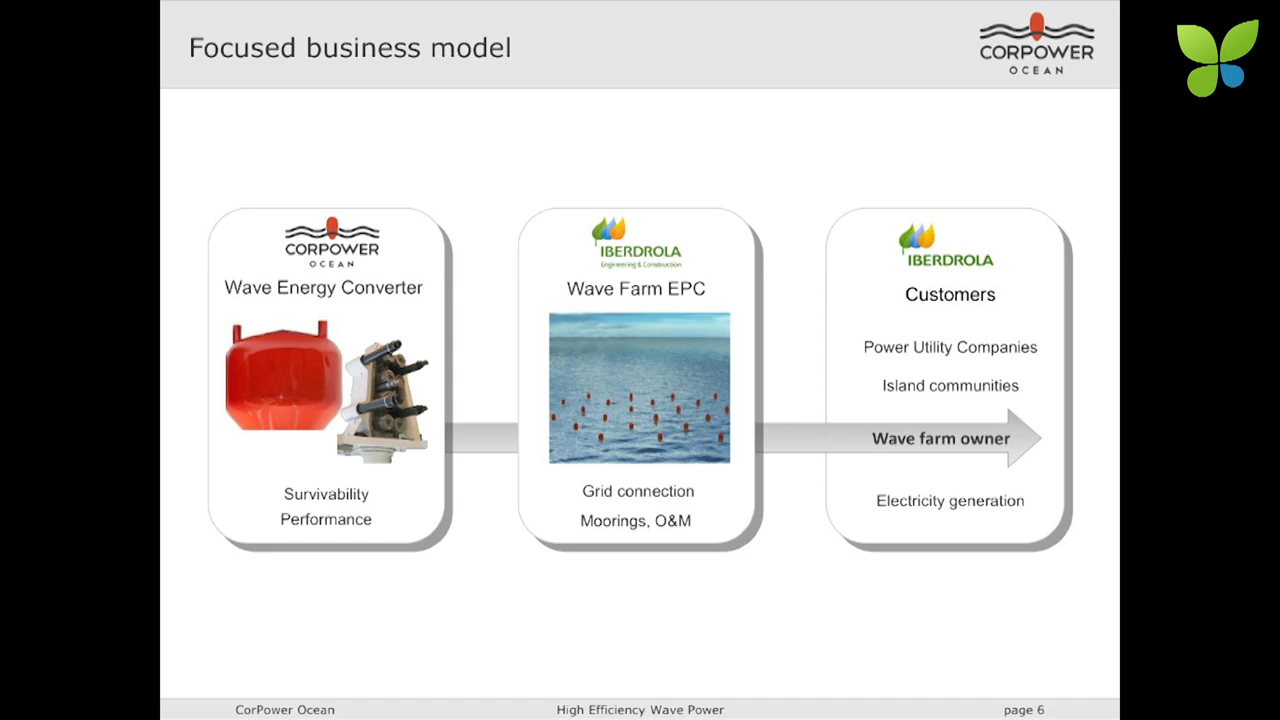 Focused business model
CORPOWER
OCEAN
CORPOWER
OCEAN
Wave Energy Converter
Survivability
Performance
IBERDROLA
Engineering & Construction
Wave Farm EPC
Grid connection
Moorings, O&M
IBERDROLA
Customers
Power Utility Companies
Island communities
Wave farm owner
Electricity generation
CorPower Ocean
High Efficiency Wave Power
page 6